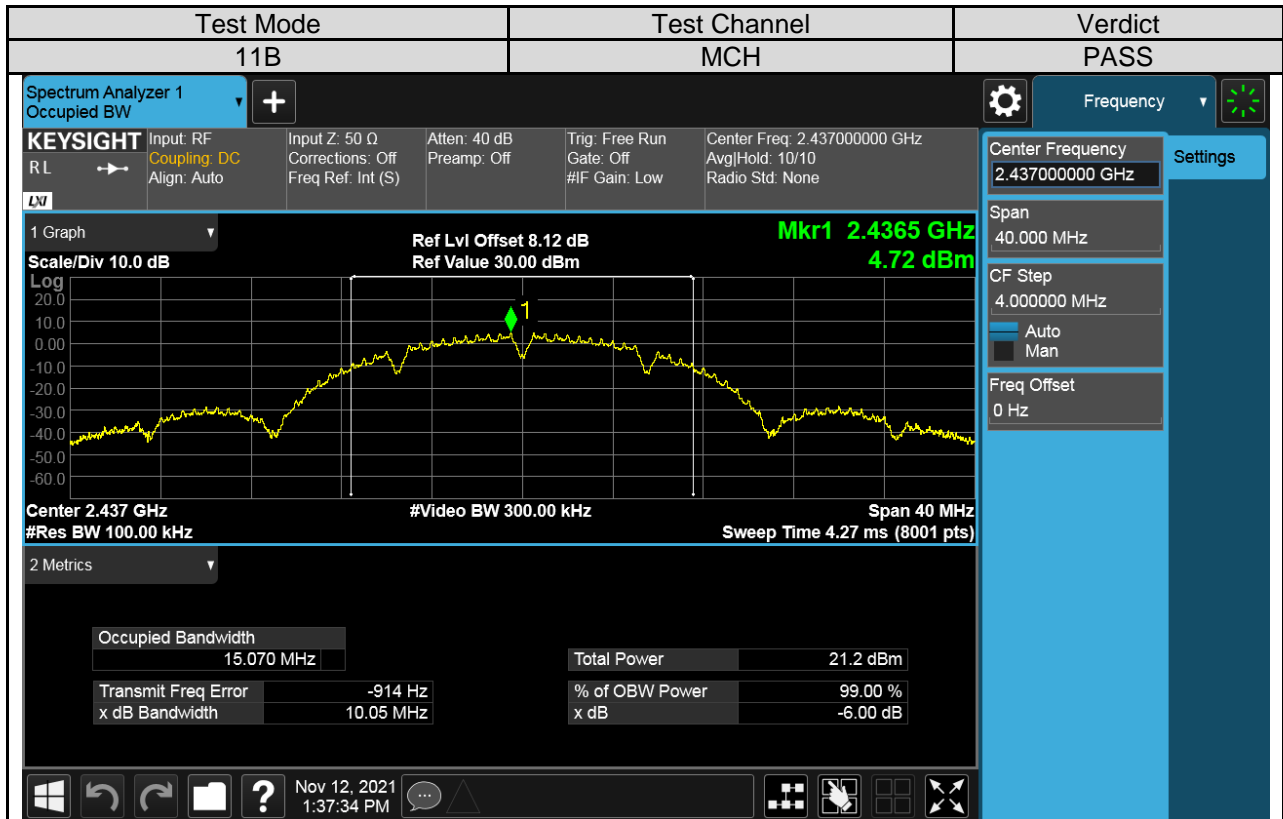 Test Mode Test Channel Verdict
11B MCH PASS
Spectrum Analyzer 1
Occupied BW
Frequency
KEYSIGHT Input: RF Input Z: 50 Ω Atten: 40 dB Trig: Free Run Center Freq: 2.437000000 GHz
RL Coupling: DC Corrections: Off Preamp: Off Gate: Off Avg|Hold: 10/10
Align: Auto Freq Ref: Int (S) #IF Gain: Low Radio Std: None
LXI
Center Frequency
2.437000000 GHz
Settings
Span
40.000 MHz
CF Step
4.000000 MHz
Auto
Man
Freq Offset
0 Hz
1 Graph Ref Lvl Offset 8.12 dB Mkr1 2.4365 GHz
Scale/Div 10.0 dB Ref Value 30.00 dBm 4.72 dBm
Log
20.0
10.0
0.00
-10.0
-20.0
-30.0
-40.0
-50.0
-60.0
1
Center 2.437 GHz #Video BW 300.00 kHz Span 40 MHz
#Res BW 100.00 kHz Sweep Time 4.27 ms (8001 pts)
2 Metrics
Occupied Bandwidth
15.070 MHz Total Power 21.2 dBm
Transmit Freq Error -914 Hz % of OBW Power 99.00 %
x dB Bandwidth 10.05 MHz x dB -6.00 dB
Nov 12, 2021
1:37:34 PM